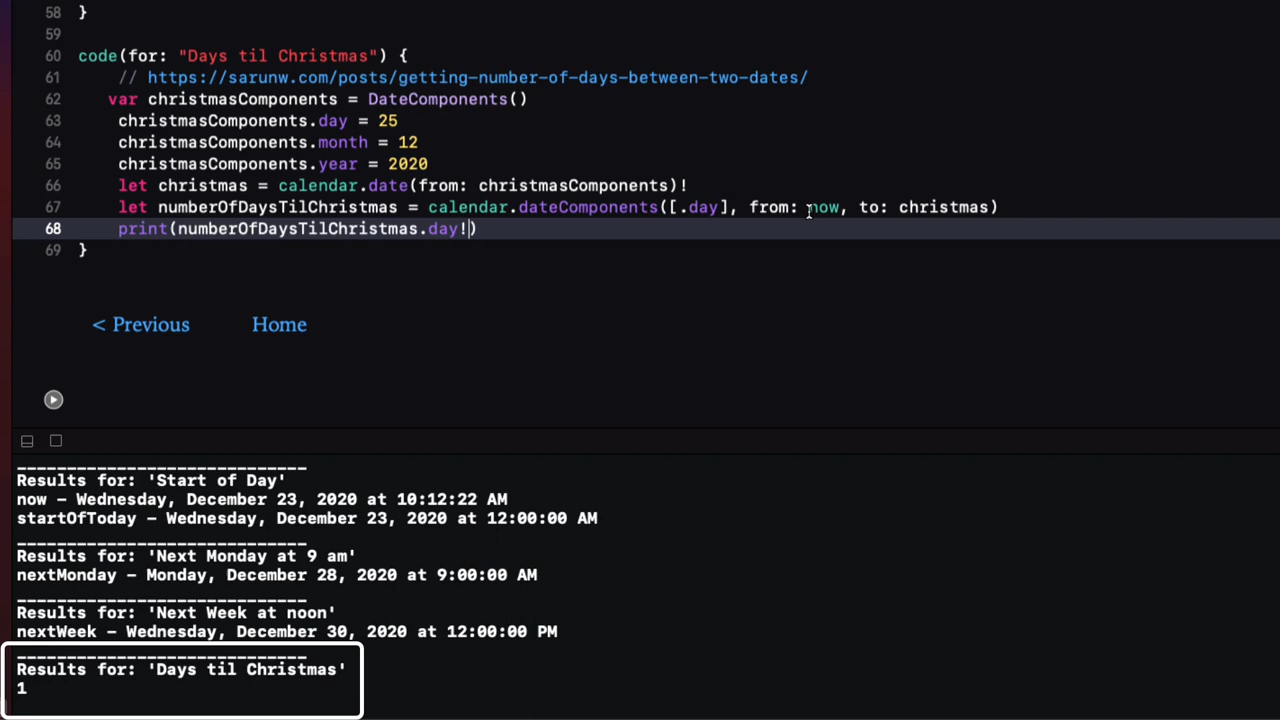 58 }
59
60 code(for: "Days til Christmas") {
61 // https://sarunw.com/posts/getting-number-of-days-between-two-dates/
62 var christmasComponents = DateComponents()
63 christmasComponents.day = 25
64 christmasComponents.month = 12
65 christmasComponents.year = 2020
66 let christmas = calendar.date(from: christmasComponents)!
67 let numberOfDaysTilChristmas = calendar.dateComponents([.day], from: now, to: christmas)
68 print(numberOfDaysTilChristmas.day!)
69 }
< Previous Home
_____________________________
Results for: 'Start of Day'
now – Wednesday, December 23, 2020 at 10:12:22 AM
startOfToday – Wednesday, December 23, 2020 at 12:00:00 AM
_____________________________
Results for: 'Next Monday at 9 am'
nextMonday – Monday, December 28, 2020 at 9:00:00 AM
_____________________________
Results for: 'Next Week at noon'
nextWeek – Wednesday, December 30, 2020 at 12:00:00 PM
_____________________________
Results for: 'Days til Christmas'
1